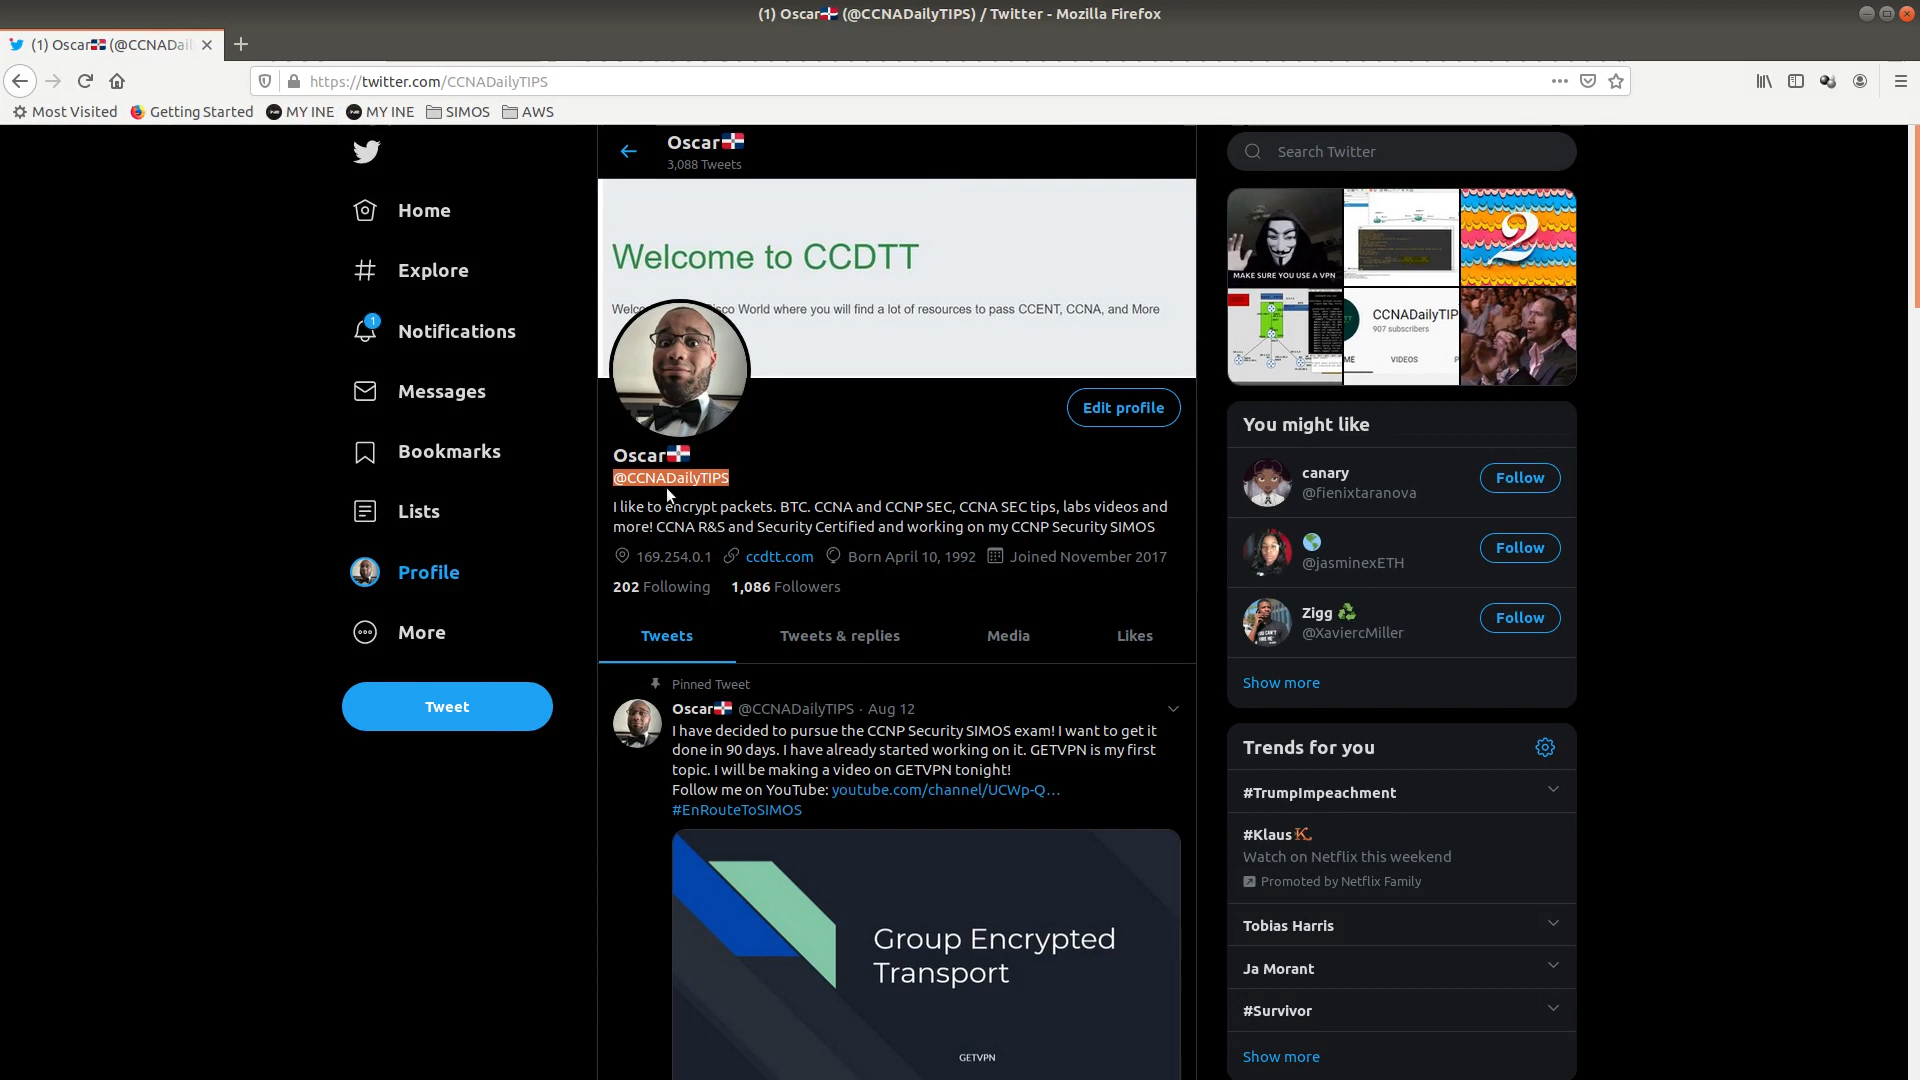 (1) Oscar🇩🇴 (@CCNADailyTIPS) / Twitter - Mozilla Firefox
(1) Oscar🇩🇴 (@CCNADail
https://twitter.com/CCNADailyTIPS
Most Visited Getting Started MY INE MY INE SIMOS AWS
Home
Explore
1
Notifications
Messages
Bookmarks
Lists
Profile
More
Tweet
Oscar🇩🇴
3,088 Tweets
Welcome to CCDTT
sco World where you will find a lot of resources to pass CCENT, CCNA, and More
Edit profile
Oscar🇩🇴
@CCNADailyTIPS
I like to encrypt packets. BTC. CCNA and CCNP SEC, CCNA SEC tips, labs videos and
more! CCNA R&S and Security Certified and working on my CCNP Security SIMOS
169.254.0.1 ccdtt.com Born April 10, 1992 Joined November 2017
202 Following 1,086 Followers
Tweets Tweets & replies Media Likes
Pinned Tweet
Oscar🇩🇴 @CCNADailyTIPS · Aug 12
I have decided to pursue the CCNP Security SIMOS exam! I want to get it
done in 90 days. I have already started working on it. GETVPN is my first
topic. I will be making a video on GETVPN tonight!
Follow me on YouTube: youtube.com/channel/UCWp-Q…
#EnRouteToSIMOS
Group Encrypted
Transport
GETVPN
Search Twitter
MAKE SURE YOU USE A VPN
2
CCNADailyTIP
907 subscribers
ME VIDEOS P
You might like
canary
@fienixtaranova
Follow
🌎
@jasminexETH
Follow
Zigg ♻️
@XaviercMiller
Follow
Show more
Trends for you
#TrumpImpeachment
#Klaus
Watch on Netflix this weekend
Promoted by Netflix Family
Tobias Harris
Ja Morant
#Survivor
Show more